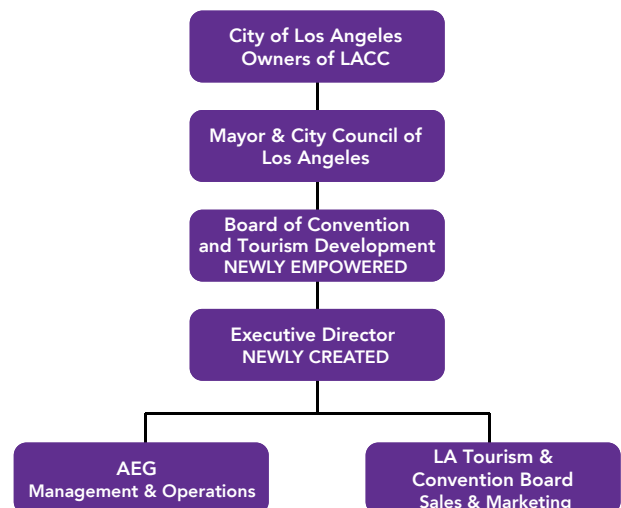 City of Los Angeles
Owners of LACC
Mayor & City Council of
Los Angeles
Board of Convention
and Tourism Development
NEWLY EMPOWERED
Executive Director
NEWLY CREATED
AEG
Management & Operations
LA Tourism &
Convention Board
Sales & Marketing